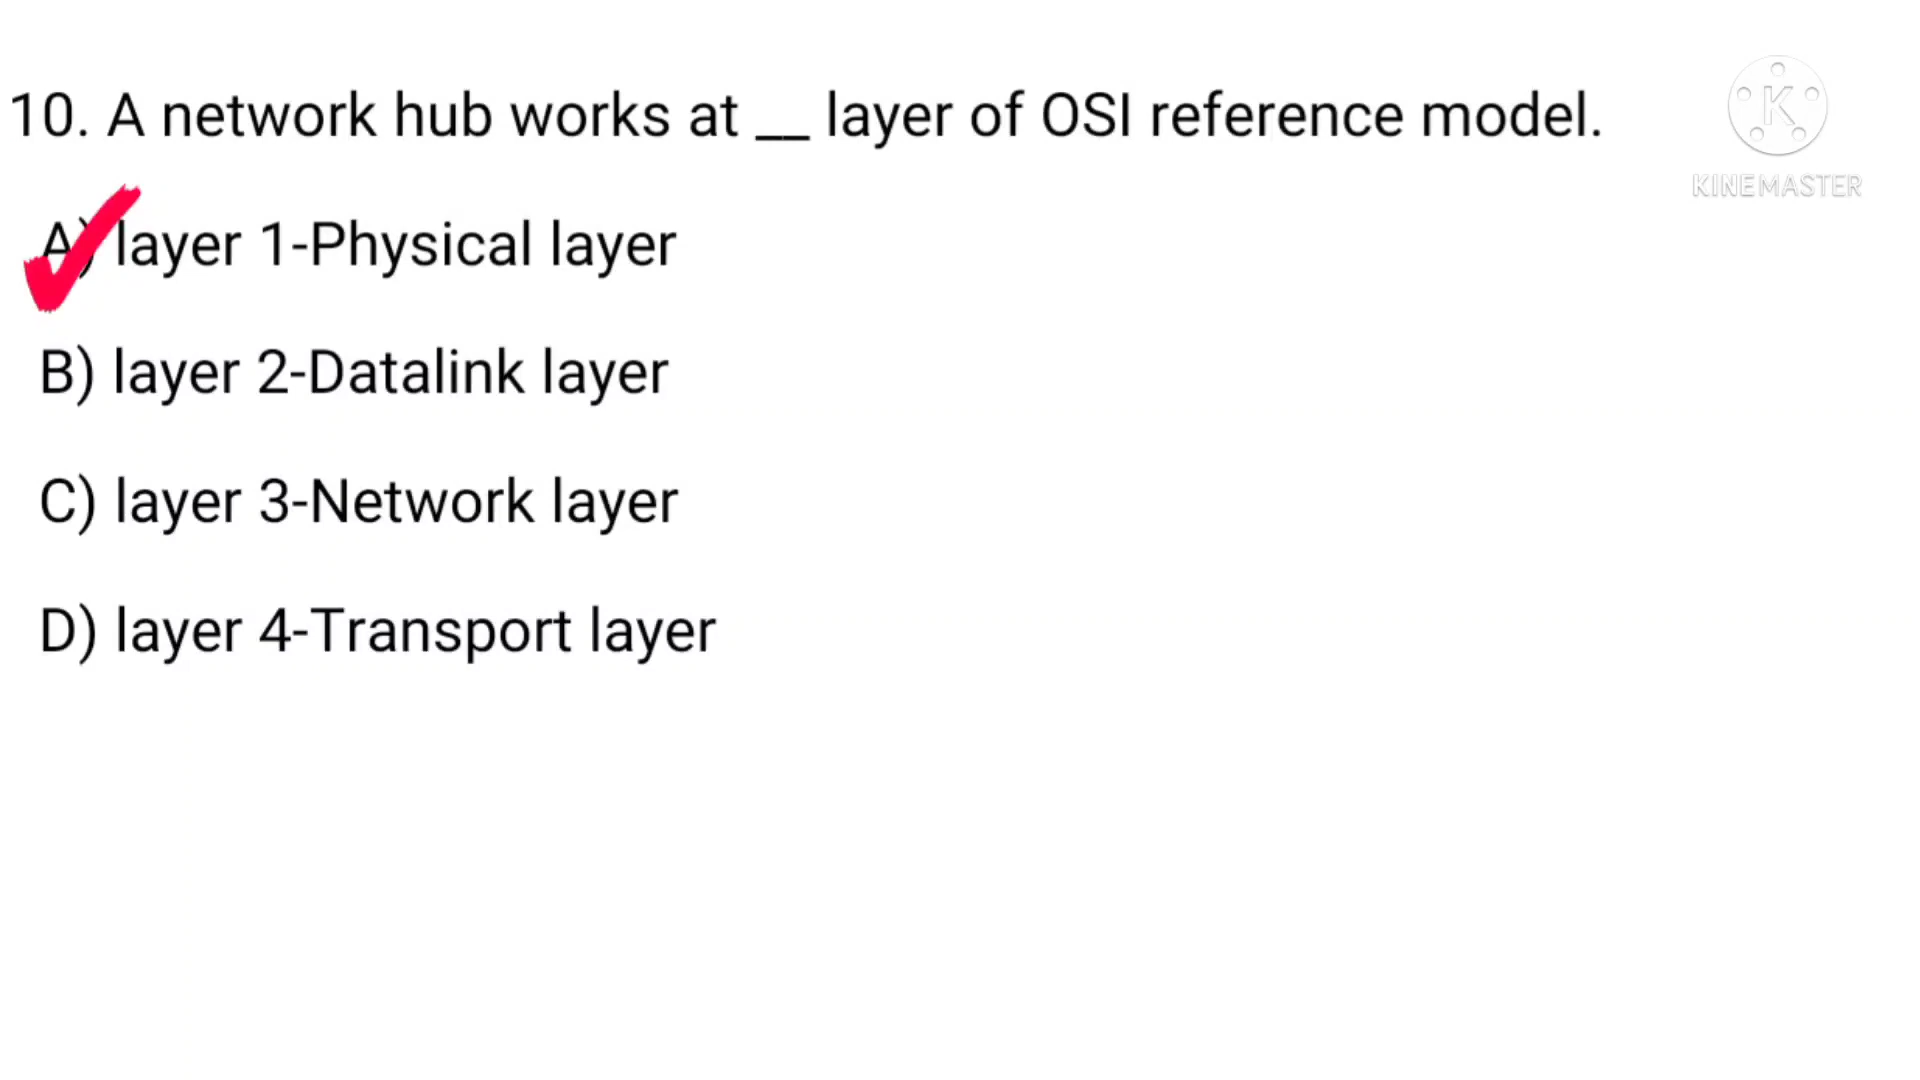 10. A network hub works at __ layer of OSI reference model.
K
KINEMASTER
A) layer 1-Physical layer
B) layer 2-Datalink layer
C) layer 3-Network layer
D) layer 4-Transport layer